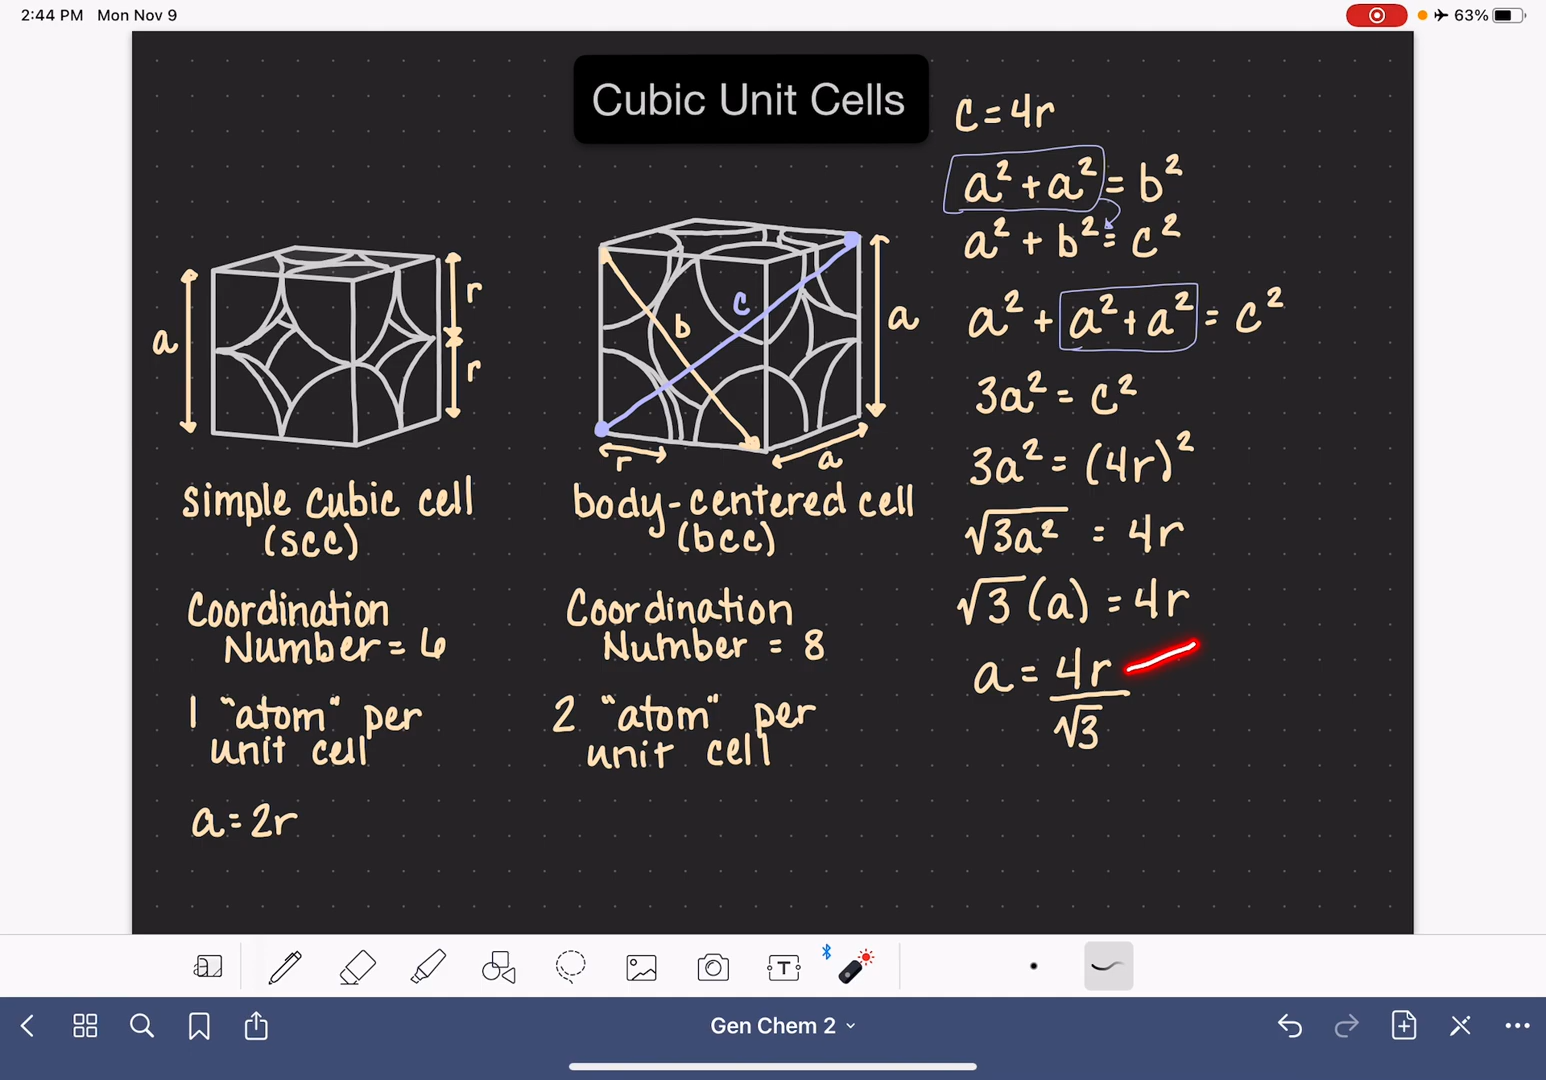 2:44 PM Mon Nov 9
63%
Cubic Unit Cells
a
r
r
simple cubic cell
(scc)
Coordination
Number = 6
1 "atom" per
unit cell
a = 2r
b
c
a
r
a
body-centered cell
(bcc)
Coordination
Number = 8
2 "atom" per
unit cell
c = 4r
a² + a² = b²
a² + b² = c²
a² + a² + a² = c²
3a² = c²
3a² = (4r)²
√3a² = 4r
√3 (a) = 4r
a = 4r
√3
T
Gen Chem 2